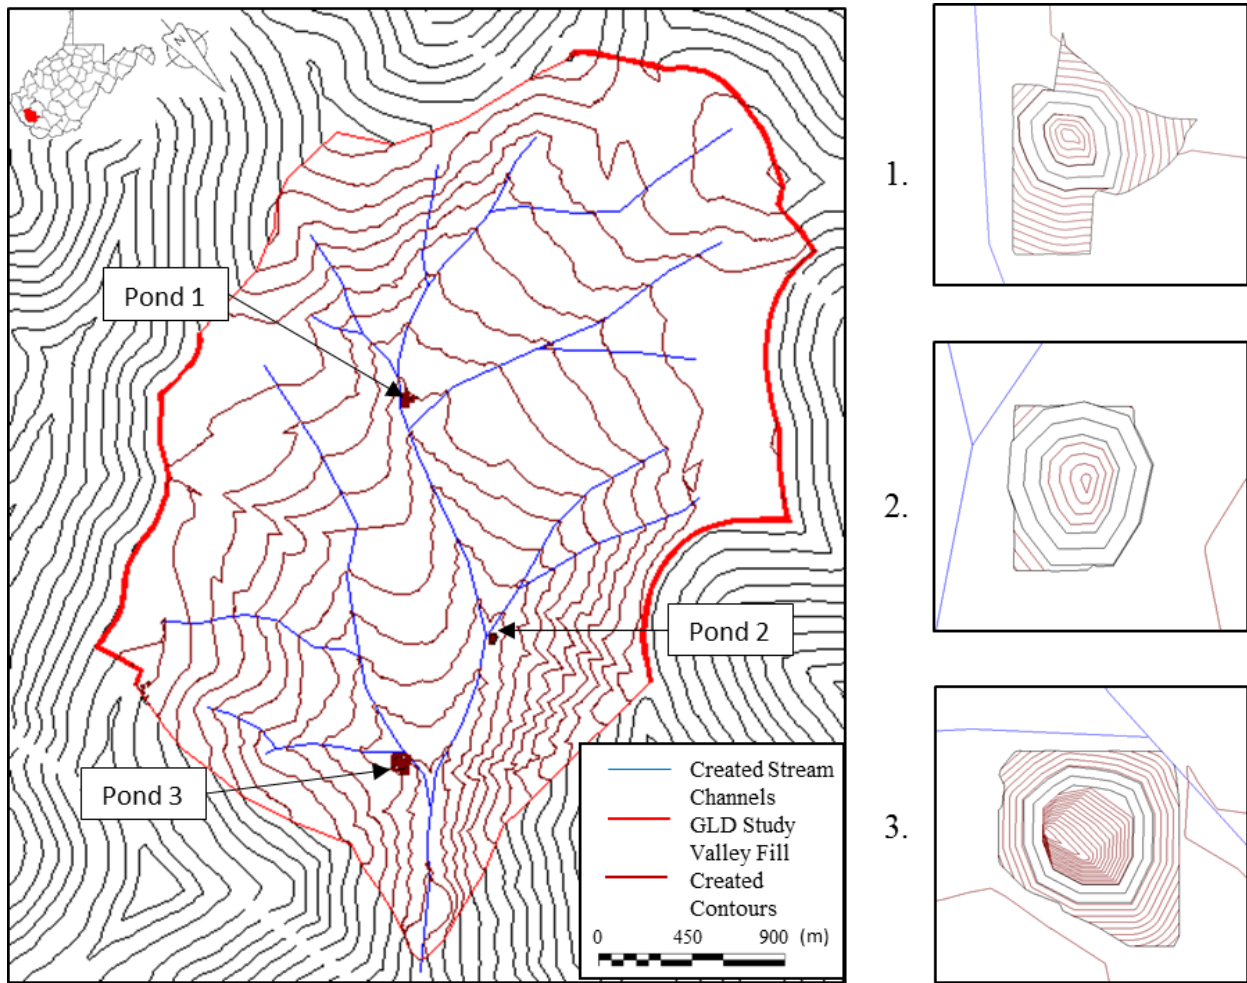 N
Pond 1
Pond 2
Pond 3
Created Stream
Channels
GLD Study
Valley Fill
Created
Contours
0 450 900 (m)
1.
2.
3.